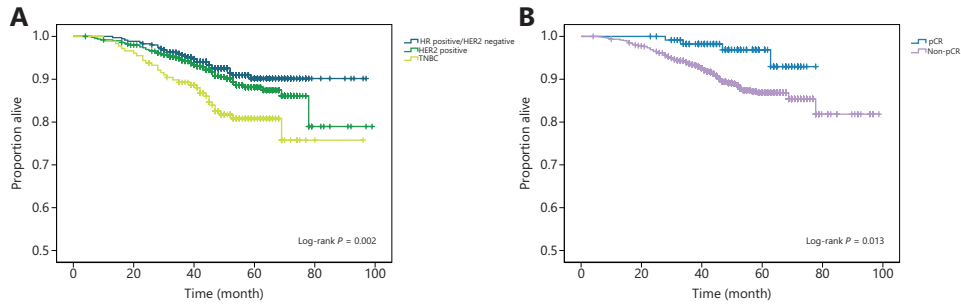 A
1.0
0.9
0.8
0.7
0.6
0.5
Proportion alive
0
20
40
60
80
100
Time (month)
HR positive/HER2 negative
HER2 positive
TNBC
Log-rank P = 0.002
B
1.0
0.9
0.8
0.7
0.6
0.5
Proportion alive
0
20
40
60
80
100
Time (month)
pCR
Non-pCR
Log-rank P = 0.013